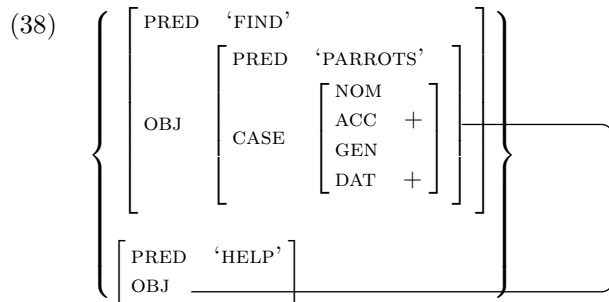 (38)
PRED ‘FIND’
PRED ‘PARROTS’
NOM
OBJ ACC +
CASE
GEN
DAT +
PRED ‘HELP’
OBJ